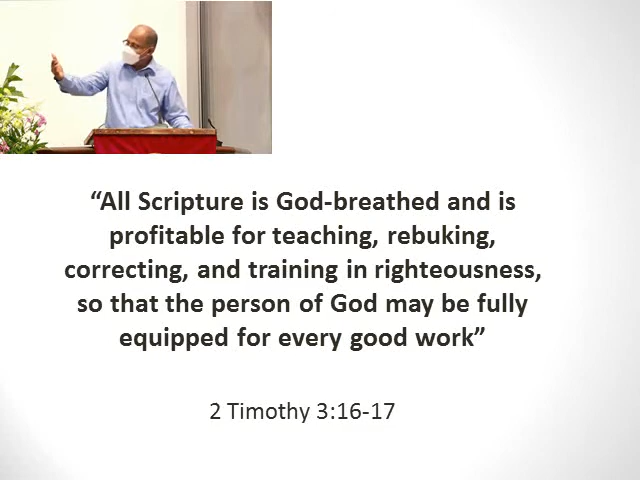 “All Scripture is God-breathed and is
profitable for teaching, rebuking,
correcting, and training in righteousness,
so that the person of God may be fully
equipped for every good work”
2 Timothy 3:16-17